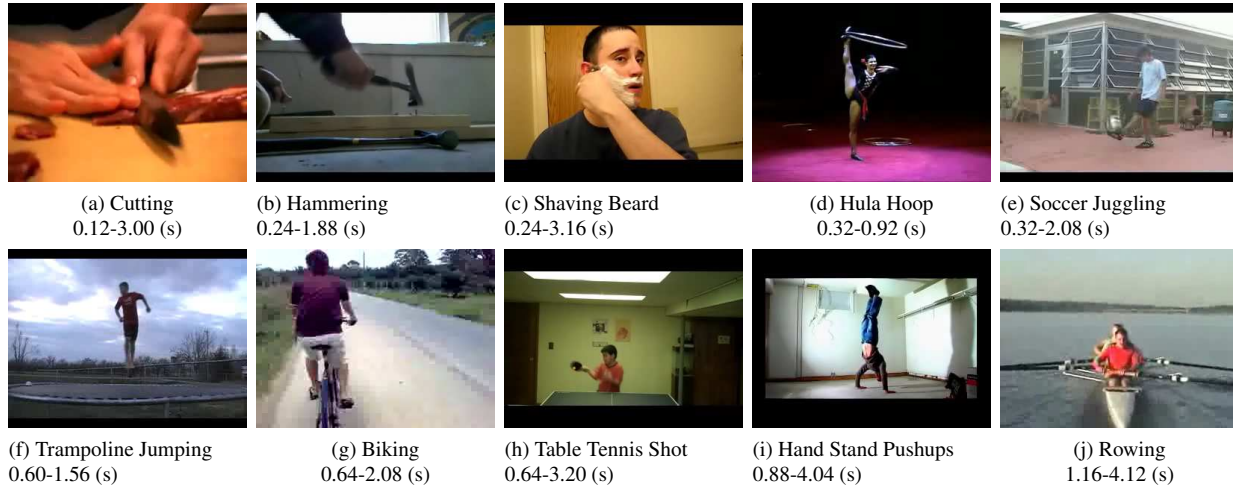 (a) Cutting
0.12-3.00 (s)
(b) Hammering
0.24-1.88 (s)
(c) Shaving Beard
0.24-3.16 (s)
(d) Hula Hoop
0.32-0.92 (s)
(e) Soccer Juggling
0.32-2.08 (s)
(f) Trampoline Jumping
0.60-1.56 (s)
(g) Biking
0.64-2.08 (s)
(h) Table Tennis Shot
0.64-3.20 (s)
(i) Hand Stand Pushups
0.88-4.04 (s)
(j) Rowing
1.16-4.12 (s)